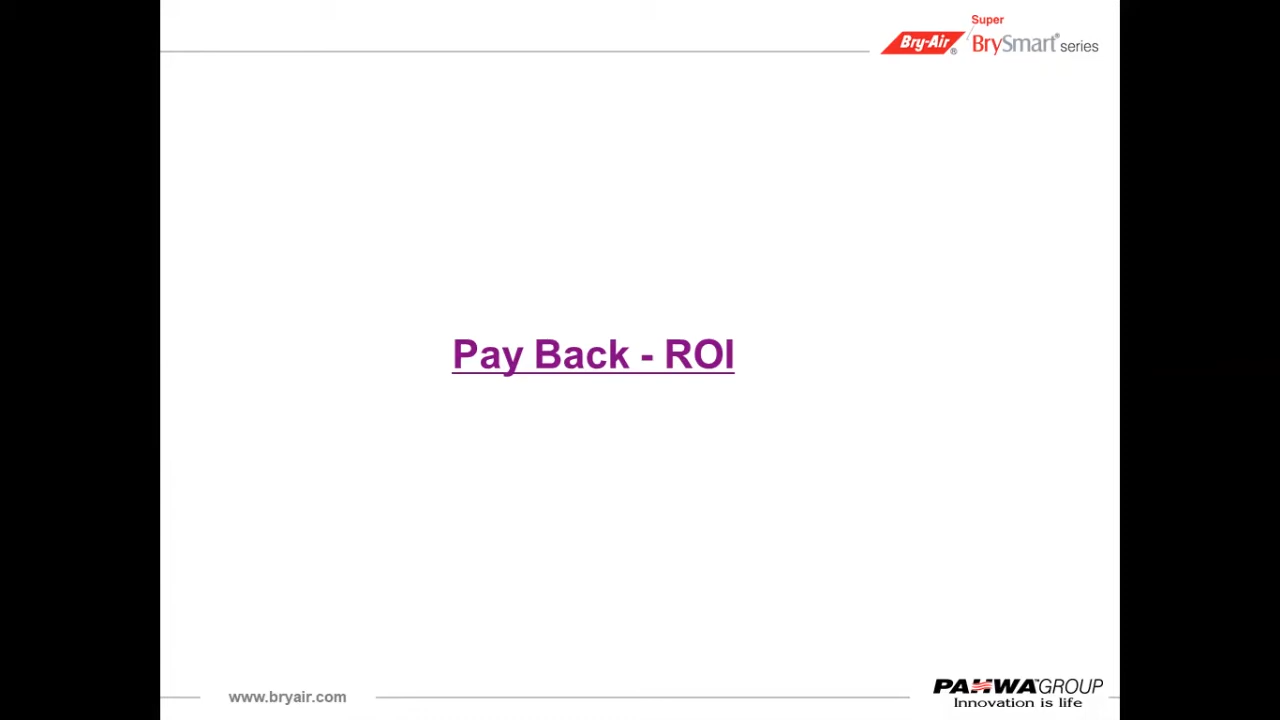 Super
Bry-Air® BrySmart® series
Pay Back - ROI
www.bryair.com
PAHWA GROUP
Innovation is life